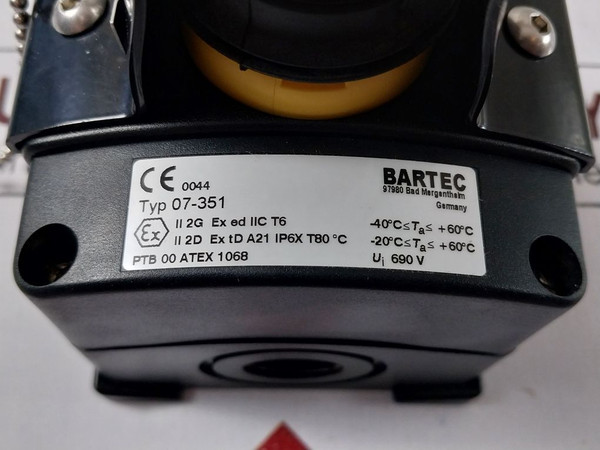 CE 0044
Typ 07-351
Ex II 2G Ex ed IIC T6
II 2D Ex tD A21 IP6X T80 °C
PTB 00 ATEX 1068
BARTEC
97980 Bad Mergentheim
Germany
-40°C≤Ta≤ +60°C
-20°C≤Ta≤ +60°C
Ui 690 V